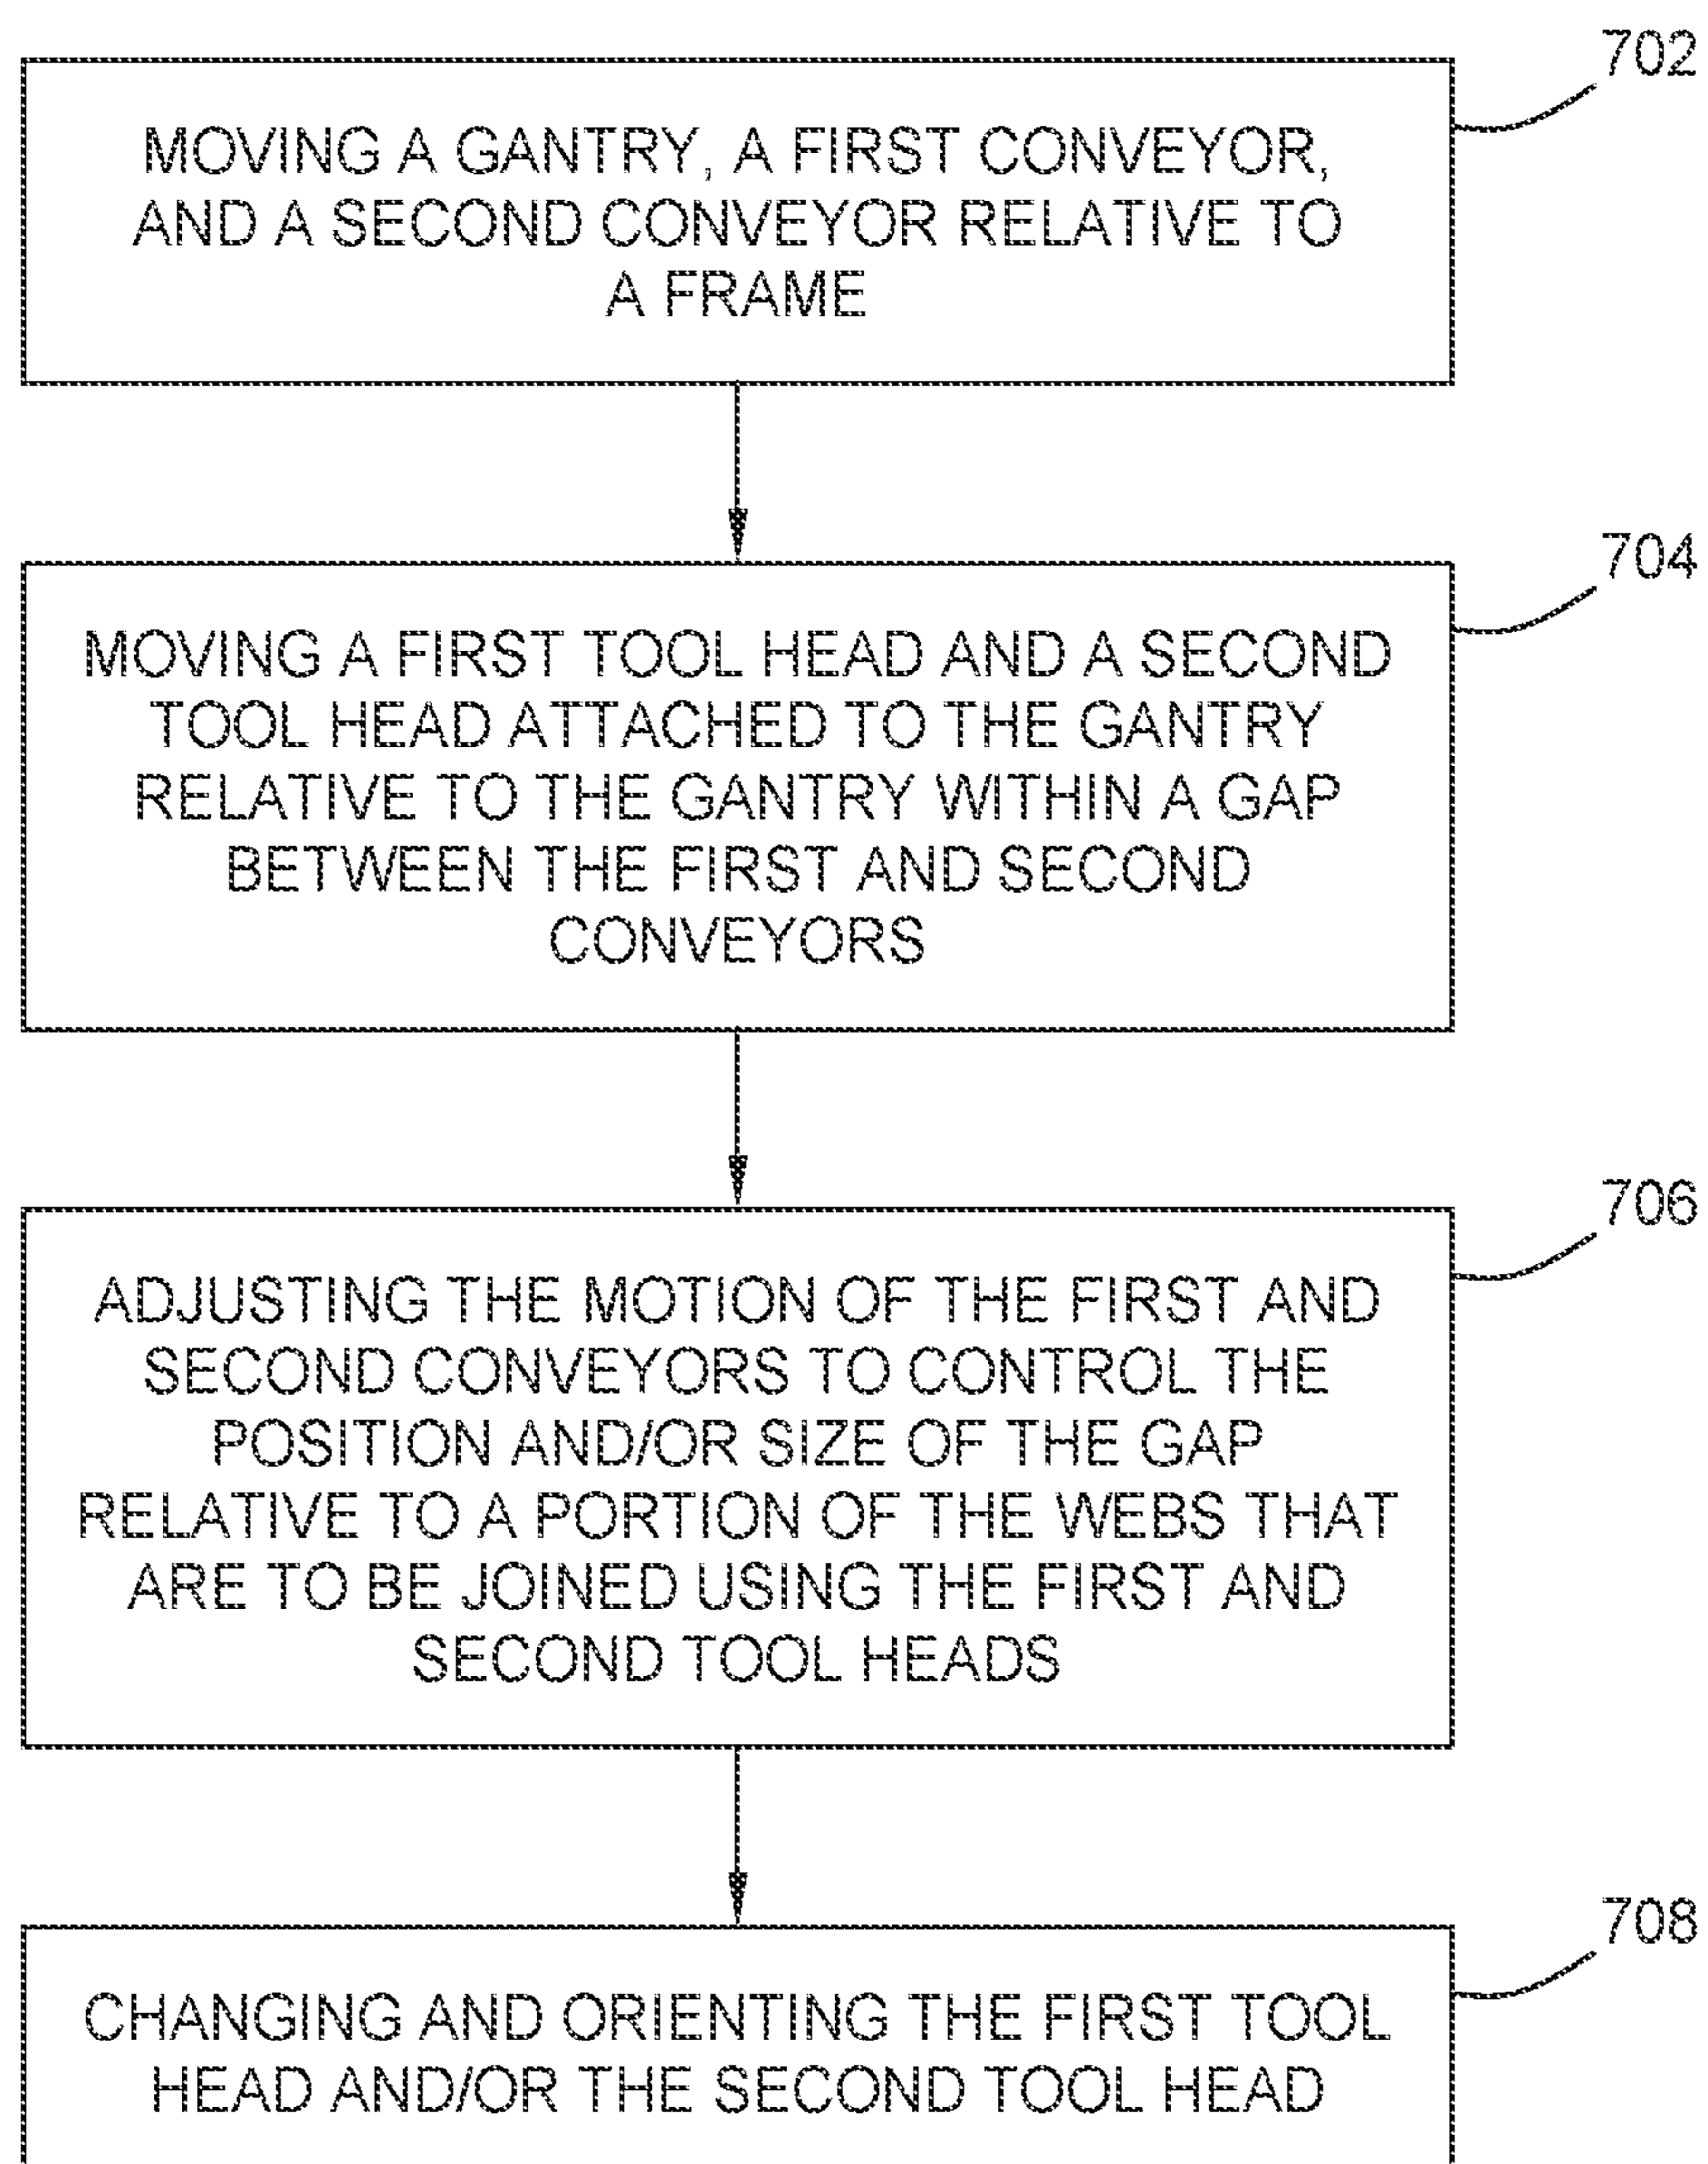 702
MOVING A GANTRY, A FIRST CONVEYOR,
AND A SECOND CONVEYOR RELATIVE TO
A FRAME
704
MOVING A FIRST TOOL HEAD AND A SECOND
TOOL HEAD ATTACHED TO THE GANTRY
RELATIVE TO THE GANTRY WITHIN A GAP
BETWEEN THE FIRST AND SECOND
CONVEYORS
706
ADJUSTING THE MOTION OF THE FIRST AND
SECOND CONVEYORS TO CONTROL THE
POSITION AND/OR SIZE OF THE GAP
RELATIVE TO A PORTION OF THE WEBS THAT
ARE TO BE JOINED USING THE FIRST AND
SECOND TOOL HEADS
708
CHANGING AND ORIENTING THE FIRST TOOL
HEAD AND/OR THE SECOND TOOL HEAD